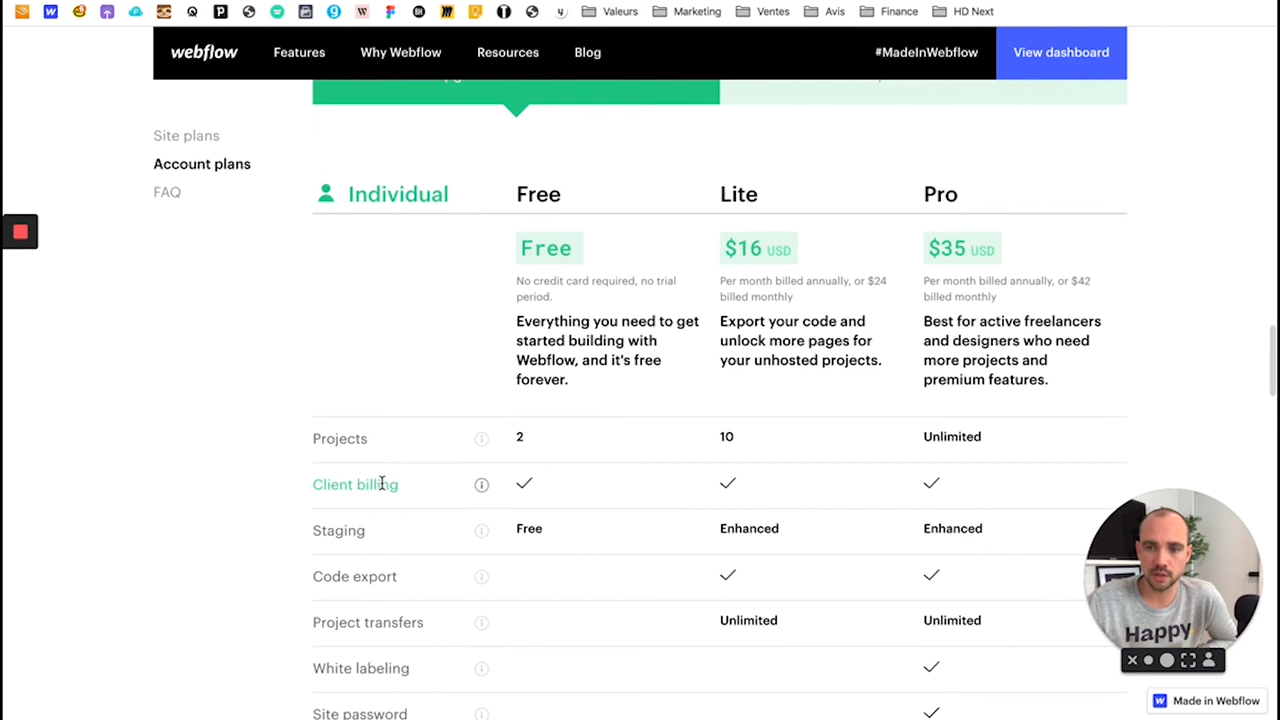 Valeurs Marketing Ventes Avis Finance HD Next
webflow Features Why Webflow Resources Blog #MadeInWebflow View dashboard
Site plans
Account plans
FAQ
Individual Free Lite Pro
Free $16 USD $35 USD
No credit card required, no trial Per month billed annually, or $24 Per month billed annually, or $42
period. billed monthly billed monthly
Everything you need to get Export your code and Best for active freelancers
started building with unlock more pages for and designers who need
Webflow, and it's free your unhosted projects. more projects and
forever. premium features.
Projects 2 10 Unlimited
Client billing
Staging Free Enhanced Enhanced
Code export
Project transfers Unlimited Unlimited
White labeling
Site password
Happy
Made in Webflow